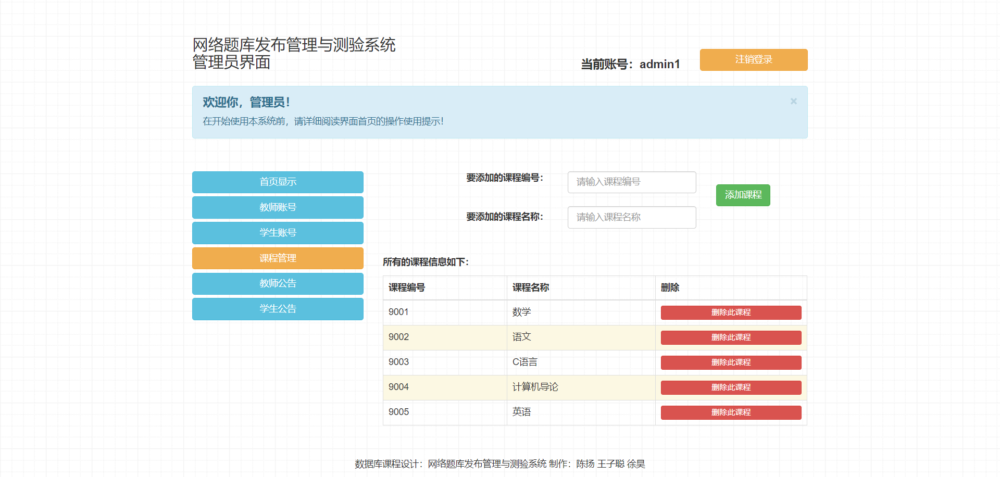 网络题库发布管理与测验系统
管理员界面
当前账号：admin1
注销登录
欢迎你，管理员！
×
在开始使用本系统前，请详细阅读界面首页的操作使用提示！
首页显示
教师账号
学生账号
课程管理
教师公告
学生公告
要添加的课程编号：
请输入课程编号
添加课程
要添加的课程名称：
请输入课程名称
所有的课程信息如下：
课程编号 课程名称 删除
9001 数学 删除此课程
9002 语文 删除此课程
9003 C语言 删除此课程
9004 计算机导论 删除此课程
9005 英语 删除此课程
数据库课程设计：网络题库发布管理与测验系统 制作：陈扬 王子聪 徐昊